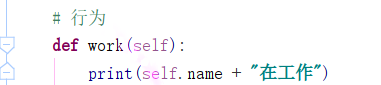 # 行为
def work(self):
    print(self.name + "在工作")